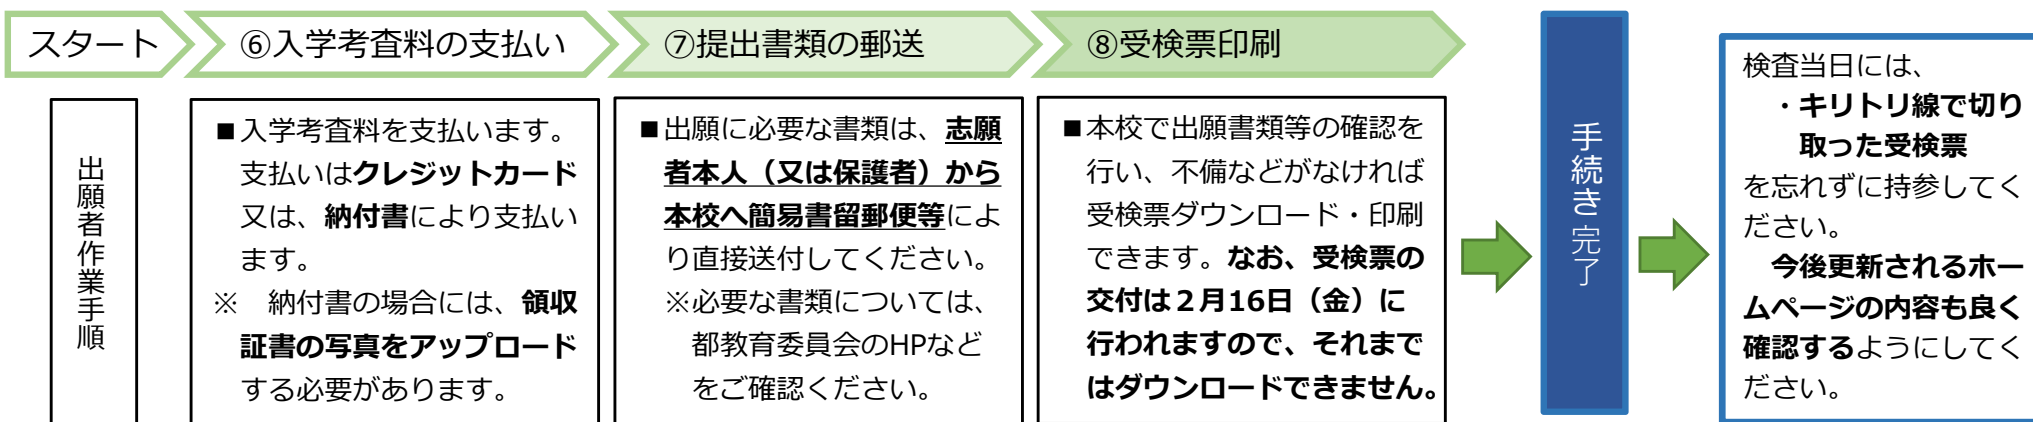 スタート
⑥入学考査料の支払い
⑦提出書類の郵送
⑧受検票印刷
出願者作業手順
■入学考査料を支払います。
支払いはクレジットカード
又は、納付書により支払い
ます。
※　納付書の場合には、領収
証書の写真をアップロード
する必要があります。
■出願に必要な書類は、志願
者本人（又は保護者）から
本校へ簡易書留郵便等によ
り直接送付してください。
※必要な書類については、
都教育委員会のHPなど
をご確認ください。
■本校で出願書類等の確認を
行い、不備などがなければ
受検票ダウンロード・印刷
できます。なお、受検票の
交付は２月16日（金）に
行われますので、それまで
はダウンロードできません。
手続き完了
検査当日には、
・キリトリ線で切り
取った受検票
を忘れずに持参してく
ださい。
今後更新されるホー
ムページの内容も良く
確認するようにしてく
ださい。